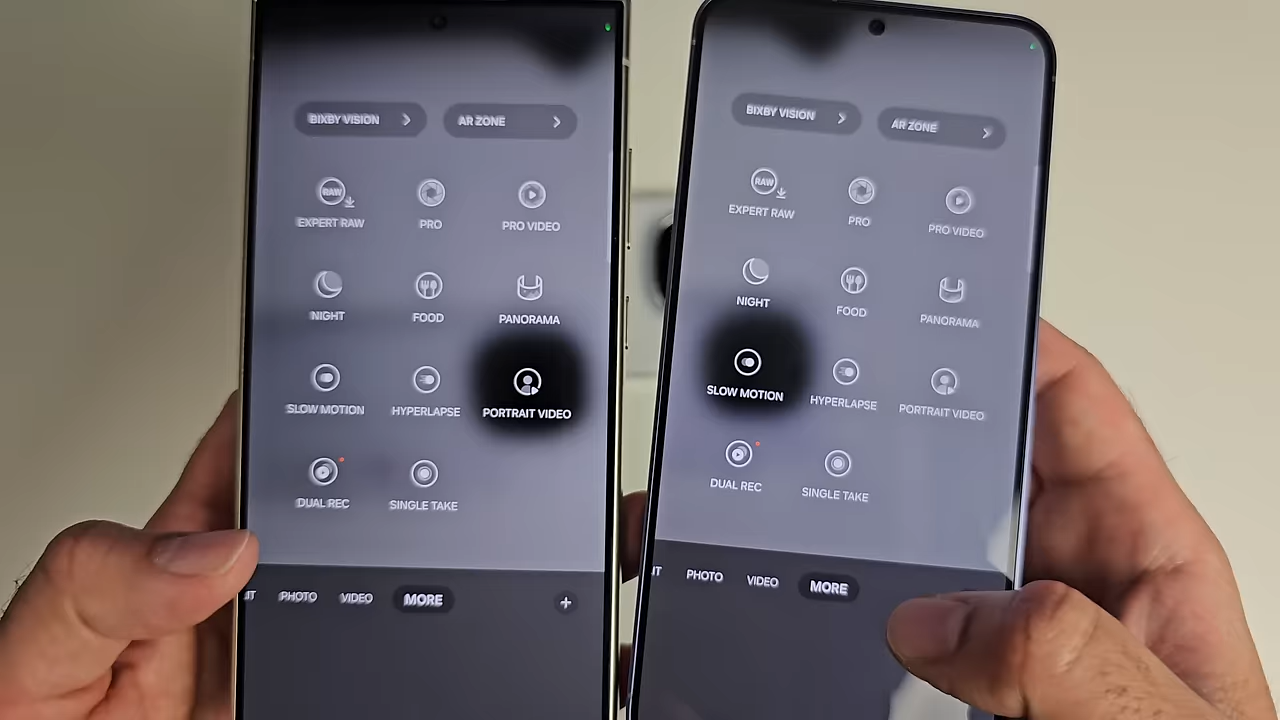 BIXBY VISION
AR ZONE
RAW
EXPERT RAW
PRO
PRO VIDEO
NIGHT
FOOD
PANORAMA
SLOW MOTION
HYPERLAPSE
PORTRAIT VIDEO
DUAL REC
SINGLE TAKE
PHOTO
VIDEO
MORE
+
BIXBY VISION
AR ZONE
RAW
EXPERT RAW
PRO
PRO VIDEO
NIGHT
FOOD
PANORAMA
SLOW MOTION
HYPERLAPSE
PORTRAIT VIDEO
DUAL REC
SINGLE TAKE
PHOTO
VIDEO
MORE